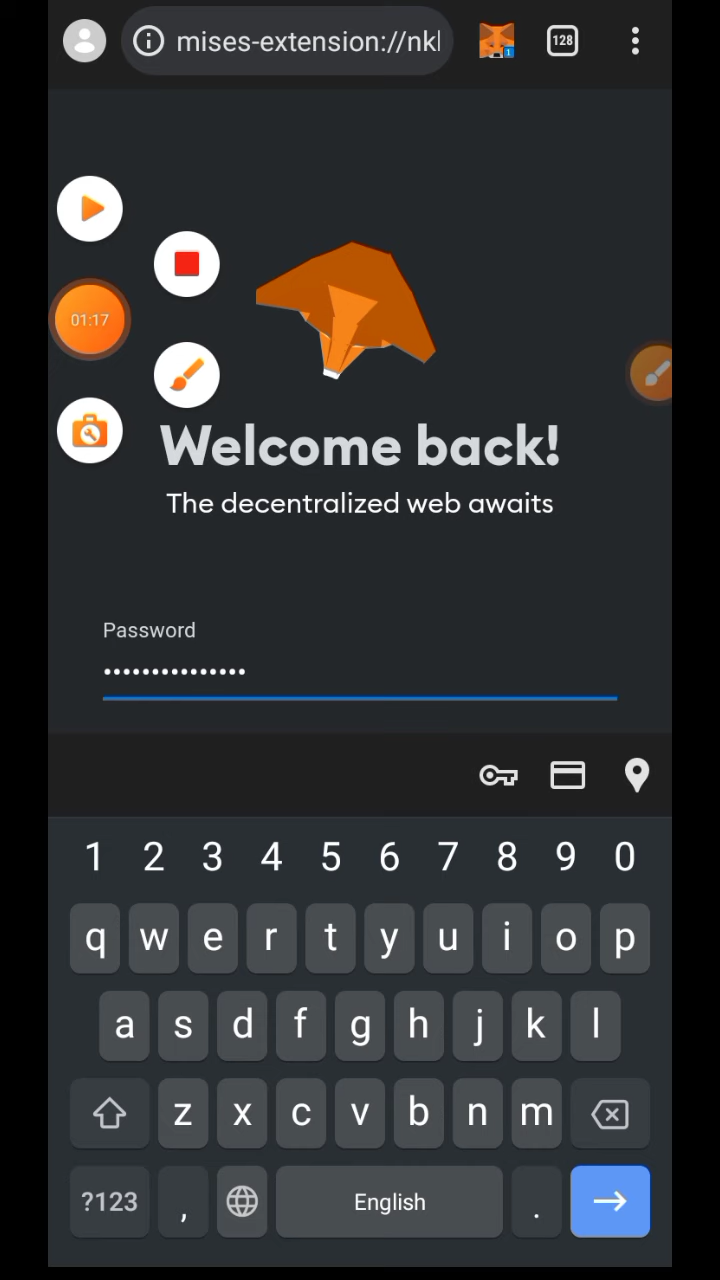 mises-extension://nkl
1
128
01:17
Welcome back!
The decentralized web awaits
Password
•••••••••••••••
1 2 3 4 5 6 7 8 9 0
q w e r t y u i o p
a s d f g h j k l
z x c v b n m
?123 , English .